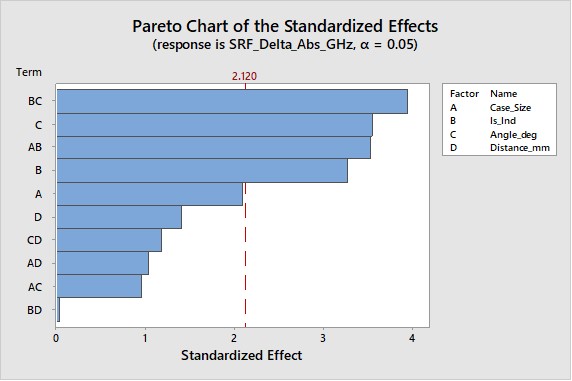 Pareto Chart of the Standardized Effects
(response is SRF_Delta_Abs_GHz, α = 0.05)
Term
2.120
BC
C
AB
B
A
D
CD
AD
AC
BD
0 1 2 3 4
Standardized Effect
Factor Name
A Case_Size
B Is_Ind
C Angle_deg
D Distance_mm